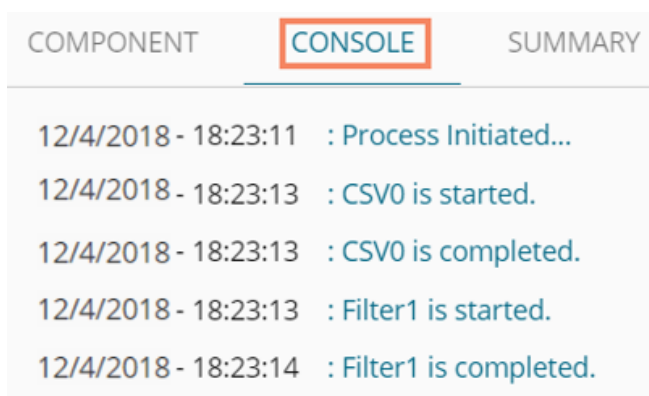 COMPONENT CONSOLE SUMMARY
12/4/2018 - 18:23:11 : Process Initiated...
12/4/2018 - 18:23:13 : CSV0 is started.
12/4/2018 - 18:23:13 : CSV0 is completed.
12/4/2018 - 18:23:13 : Filter1 is started.
12/4/2018 - 18:23:14 : Filter1 is completed.